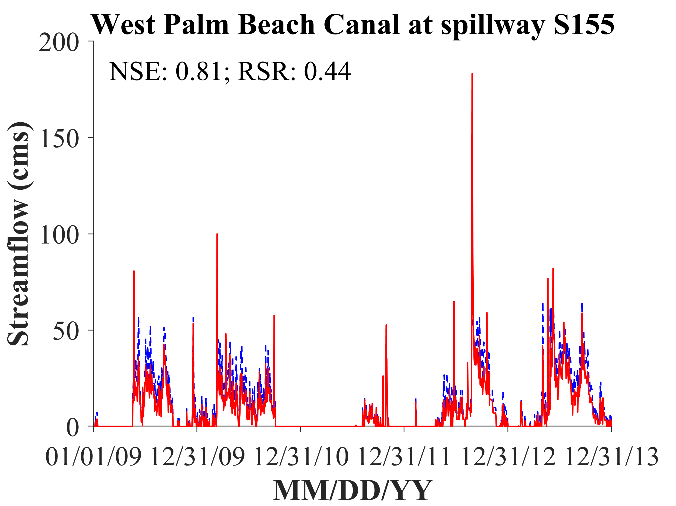 West Palm Beach Canal at spillway S155
NSE: 0.81; RSR: 0.44
Streamflow (cms)
200
150
100
50
0
01/01/09 12/31/09 12/31/10 12/31/11 12/31/12 12/31/13
MM/DD/YY